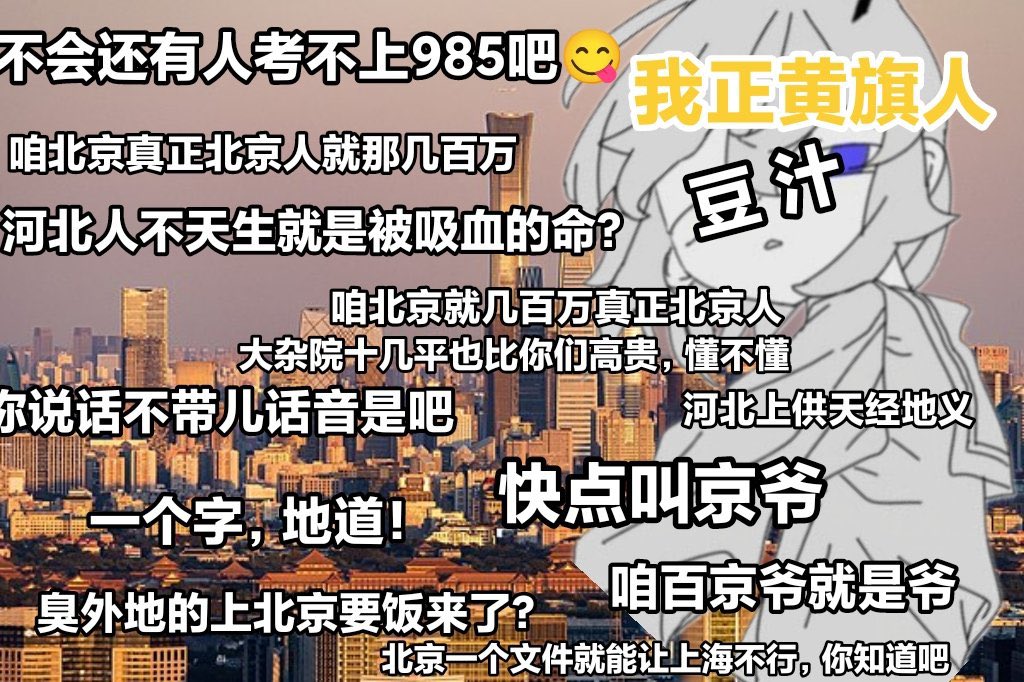 不会还有人考不上985吧😋
我正黄旗人
咱北京真正北京人就那几百万
豆汁
河北人不天生就是被吸血的命？
咱北京就几百万真正北京人
大杂院十几平也比你们高贵，懂不懂
你说话不带儿话音是吧
河北上供天经地义
快点叫京爷
一个字，地道！
咱百京爷就是爷
臭外地的上北京要饭来了？
北京一个文件就能让上海不行，你知道吧